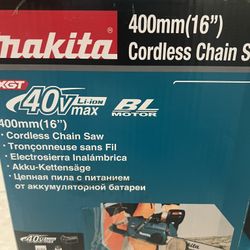 makita
400mm(16")
Cordless Chain S
XGT
40Vmax
Li-ion
BL
MOTOR
400mm(16")
• Cordless Chain Saw
• Tronçonneuse sans Fil
• Electrosierra Inalámbrica
• Akku-Kettensäge
• Цепная пила с питанием
от аккумуляторной батареи
40Vmax